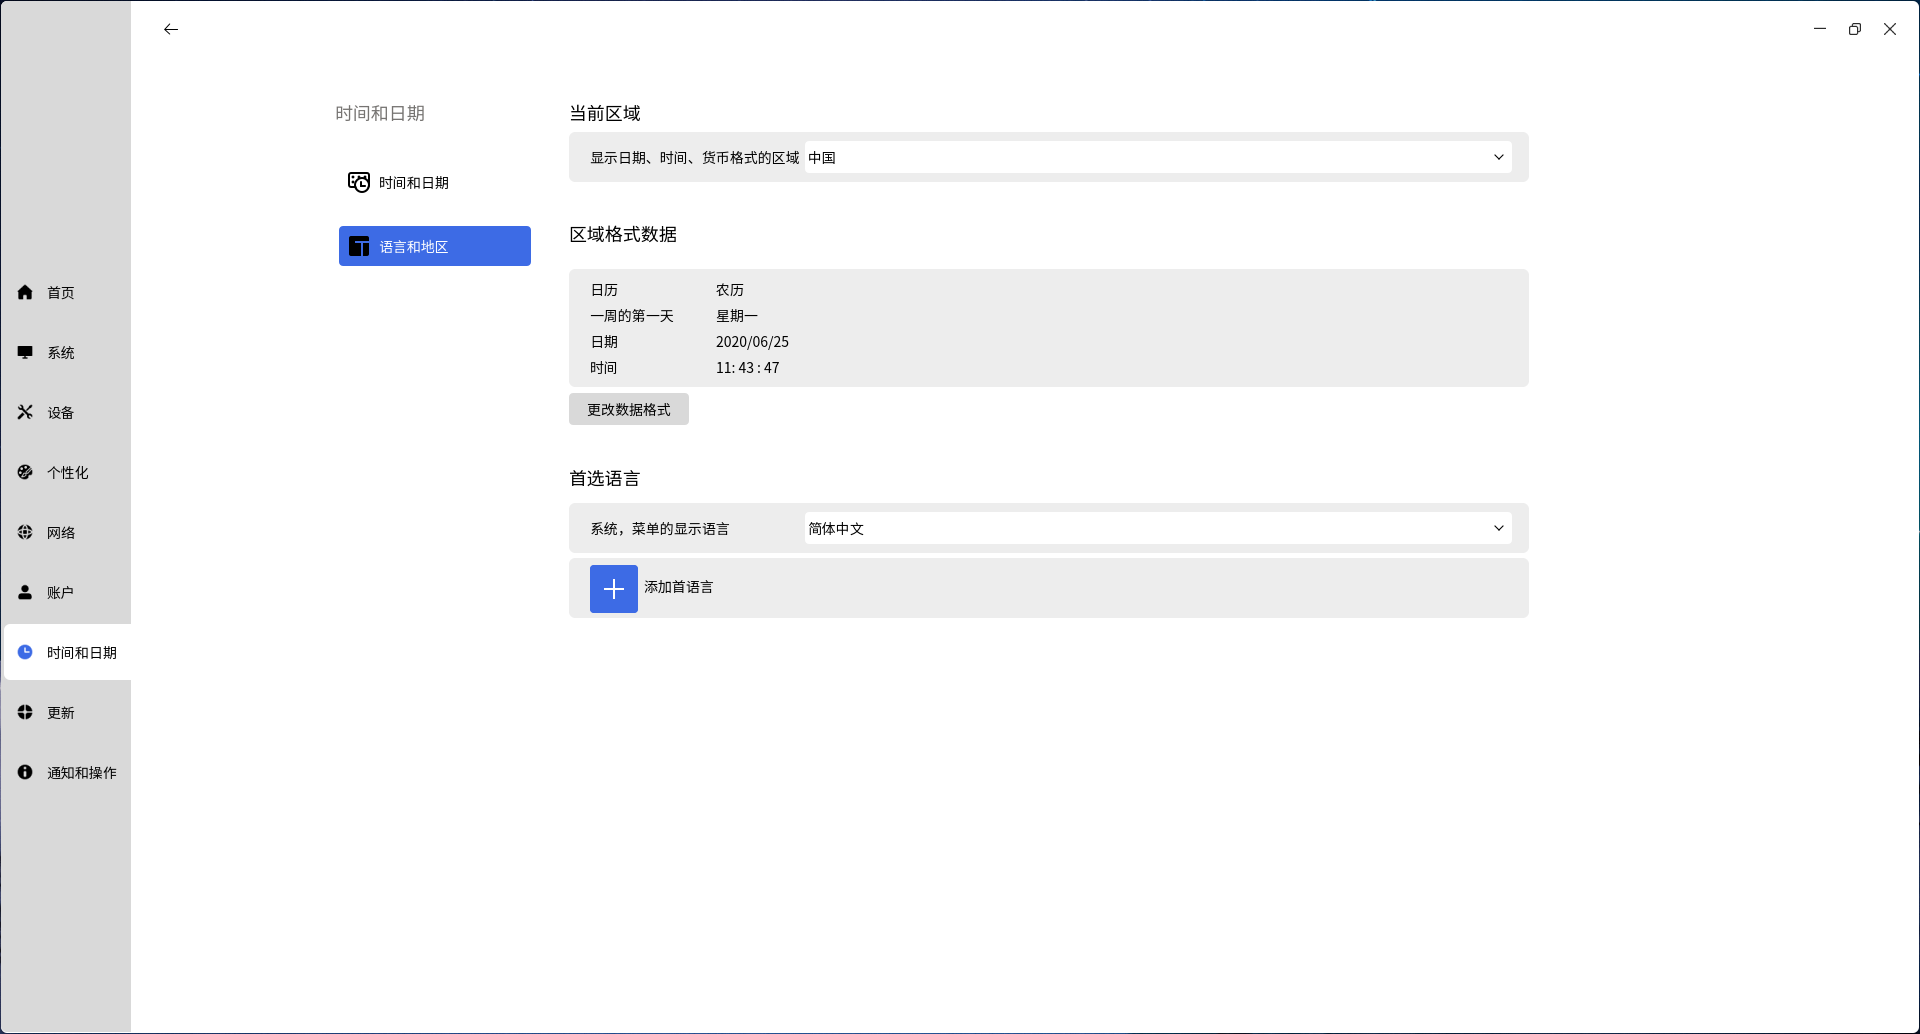 首页
系统
设备
个性化
网络
账户
时间和日期
更新
通知和操作
时间和日期
时间和日期
语言和地区
当前区域
显示日期、时间、货币格式的区域 中国
区域格式数据
日历 农历
一周的第一天 星期一
日期 2020/06/25
时间 11: 43 : 47
更改数据格式
首选语言
系统，菜单的显示语言 简体中文
添加首语言